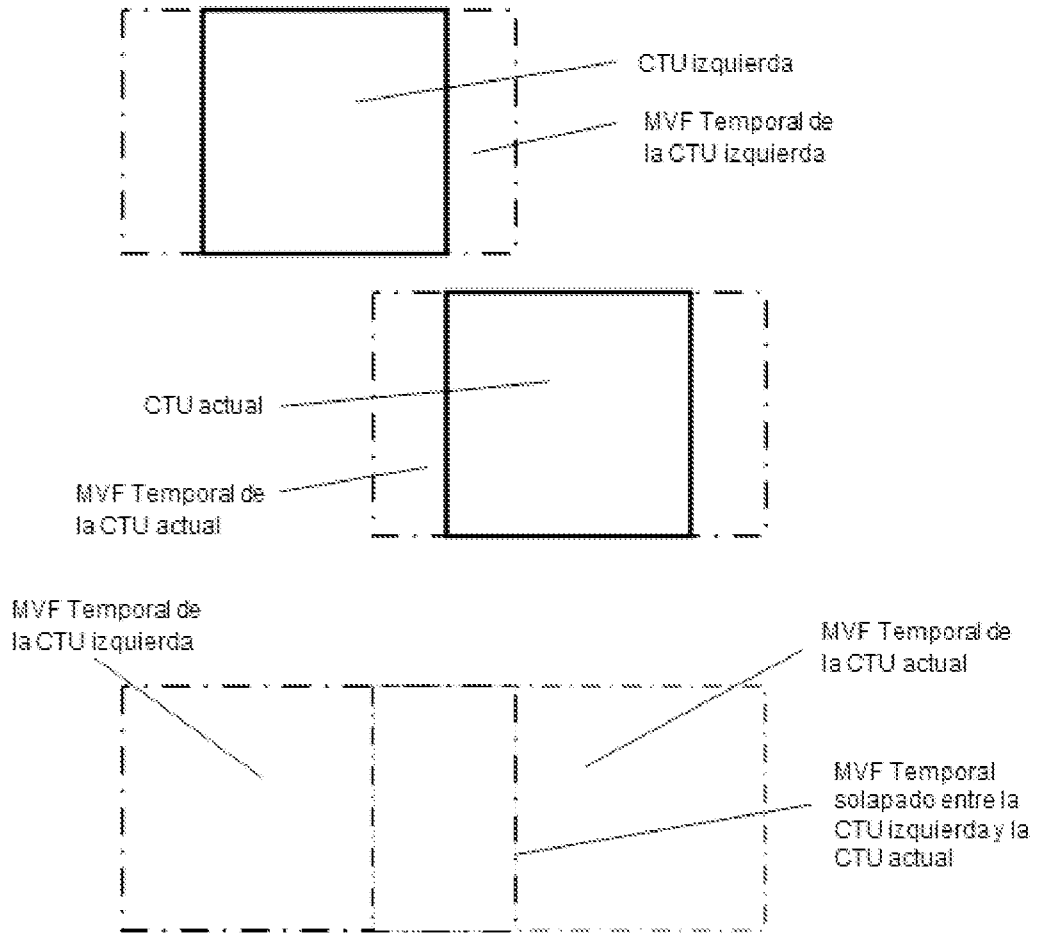 CTU izquierda
MVF Temporal de
la CTU izquierda
CTU actual
MVF Temporal de
la CTU actual
MVF Temporal de
la CTU izquierda
MVF Temporal de
la CTU actual
MVF Temporal
solapado entre la
CTU izquierda y la
CTU actual